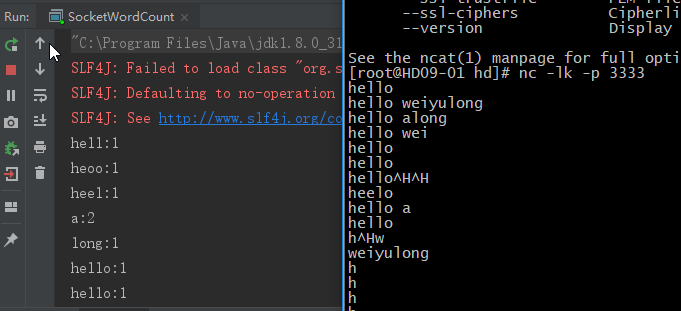 Run: SocketWordCount ×
"C:\Program Files\Java\jdk1.8.0_31
SLF4J: Failed to load class "org.s
SLF4J: Defaulting to no-operation
SLF4J: See http://www.slf4j.org/co
hell:1
heoo:1
heel:1
a:2
long:1
hello:1
hello:1
--ssl-ciphers Cipherli
--version Display
See the ncat(1) manpage for full opti
[root@HD09-01 hd]# nc -lk -p 3333
hello
hello weiyulong
hello along
hello wei
hello
hello
hello^H^H
heelo
hello a
hello
h^Hw
weiyulong
h
h
h